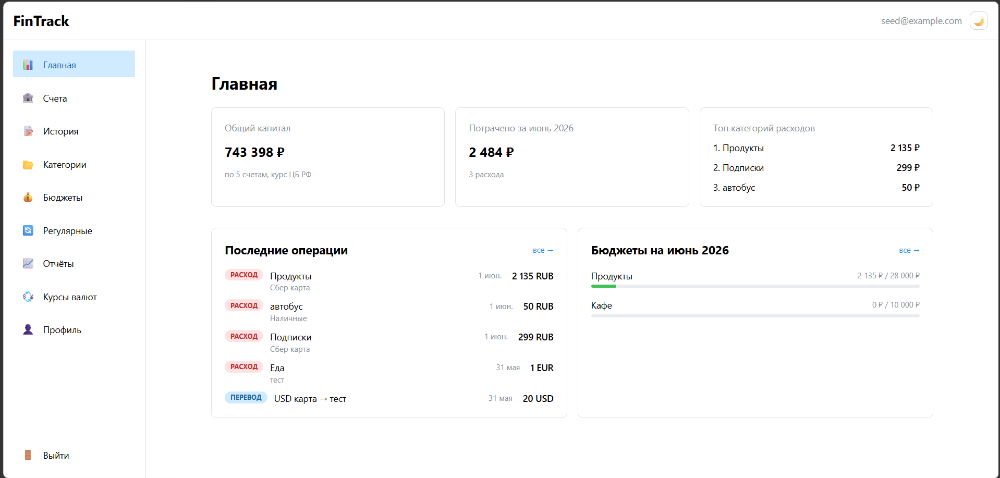 FinTrack
seed@example.com
Главная
Счета
История
Категории
Бюджеты
Регулярные
Отчёты
Курсы валют
Профиль
Выйти
Главная
Общий капитал
743 398 ₽
по 5 счетам, курс ЦБ РФ
Потрачено за июнь 2026
2 484 ₽
3 расхода
Топ категорий расходов
1. Продукты 2 135 ₽
2. Подписки 299 ₽
3. автобус 50 ₽
Последние операции все →
РАСХОД Продукты 1 июн. 2 135 RUB
Сбер карта
РАСХОД автобус 1 июн. 50 RUB
Наличные
РАСХОД Подписки 1 июн. 299 RUB
Сбер карта
РАСХОД Еда 31 мая 1 EUR
тест
ПЕРЕВОД USD карта → тест 31 мая 20 USD
Бюджеты на июнь 2026 все →
Продукты 2 135 ₽ / 28 000 ₽
Кафе 0 ₽ / 10 000 ₽